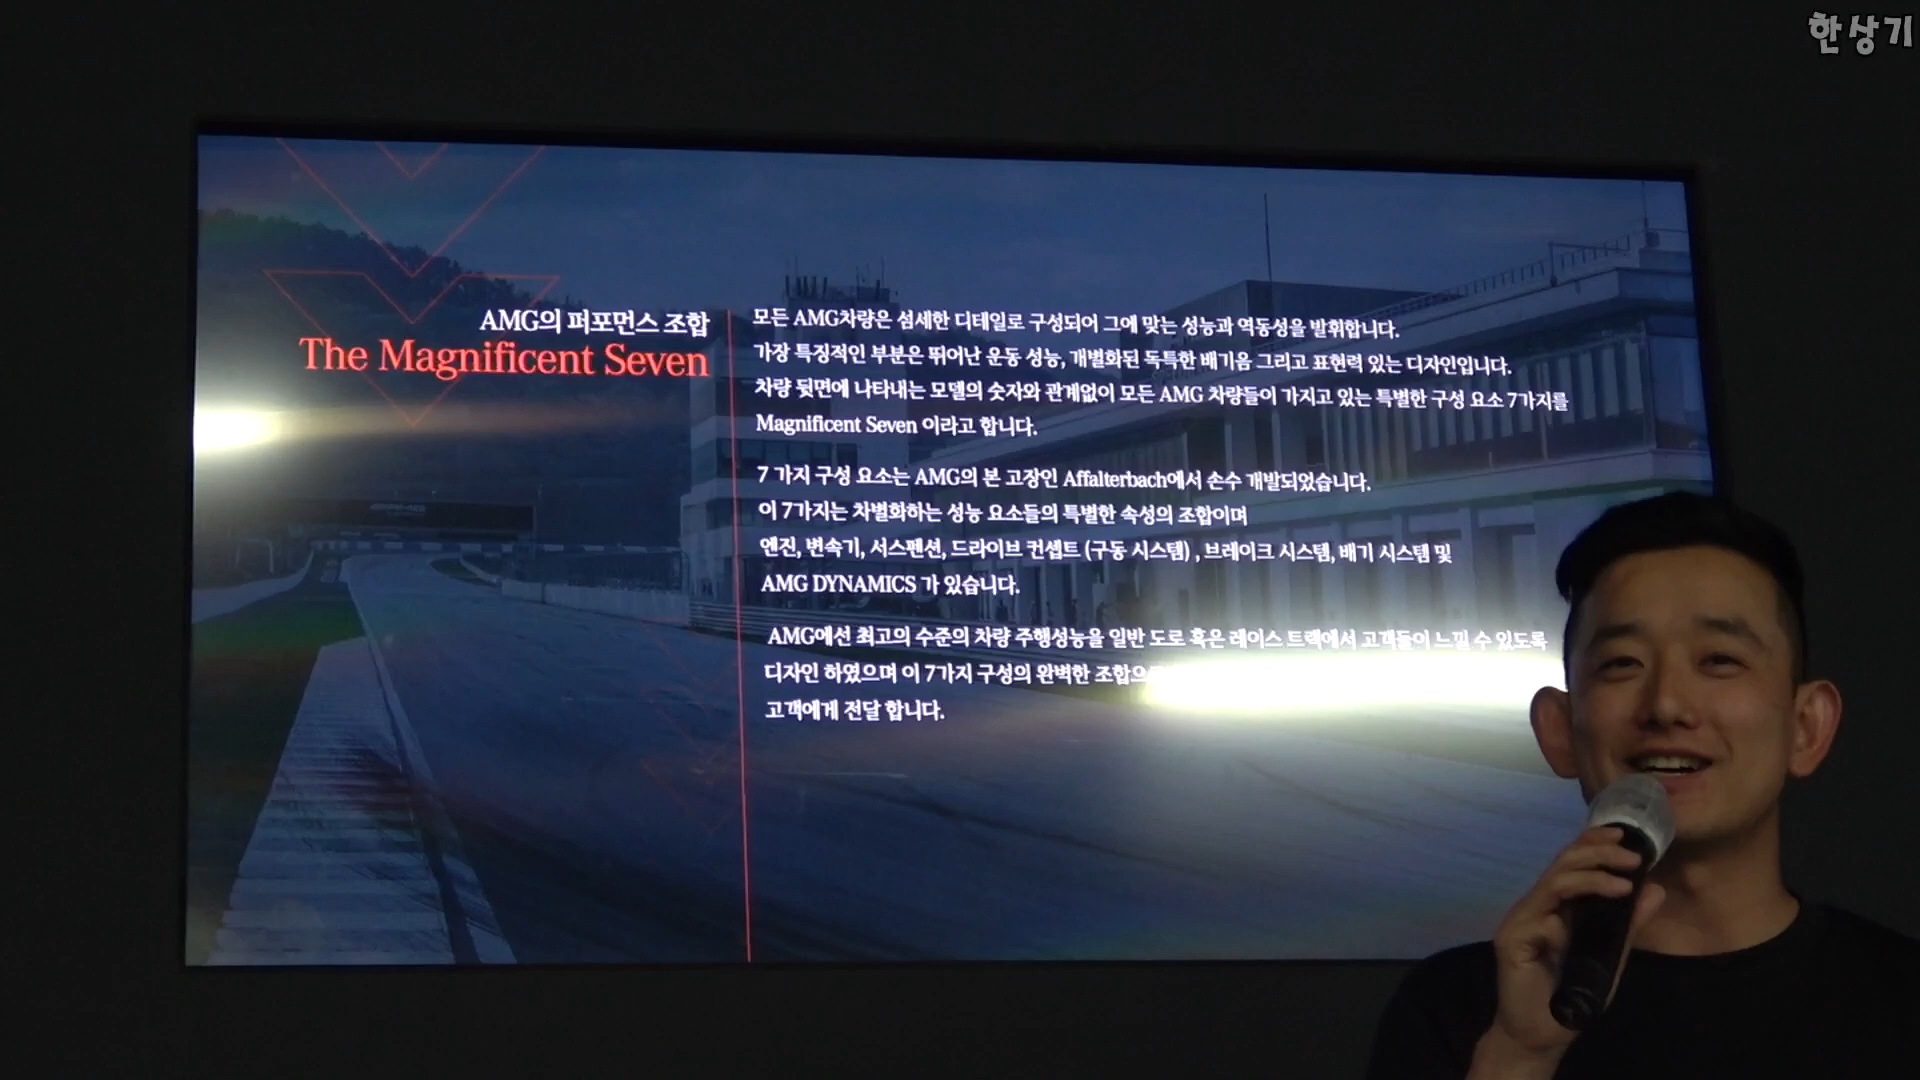 한상기
AMG의 퍼포먼스 조합
The Magnificent Seven
모든 AMG차량은 섬세한 디테일로 구성되어 그에 맞는 성능과 역동성을 발휘합니다.
가장 특징적인 부분은 뛰어난 운동 성능, 개별화된 독특한 배기음 그리고 표현력 있는 디자인입니다.
차량 뒷면에 나타내는 모델의 숫자와 관계없이 모든 AMG 차량들이 가지고 있는 특별한 구성 요소 7가지를
Magnificent Seven 이라고 합니다.
7 가지 구성 요소는 AMG의 본 고장인 Affalterbach에서 손수 개발되었습니다.
이 7가지는 차별화하는 성능 요소들의 특별한 속성의 조합이며
엔진, 변속기, 서스펜션, 드라이브 컨셉트 (구동 시스템) , 브레이크 시스템, 배기 시스템 및
AMG DYNAMICS 가 있습니다.
AMG에선 최고의 수준의 차량 주행성능을 일반 도로 혹은 레이스 트랙에서 고객들이 느낄 수 있도록
디자인 하였으며 이 7가지 구성의 완벽한
고객에게 전달 합니다.